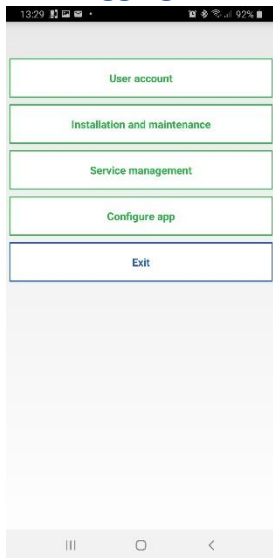 13:29 92%
User account
Installation and maintenance
Service management
Configure app
Exit